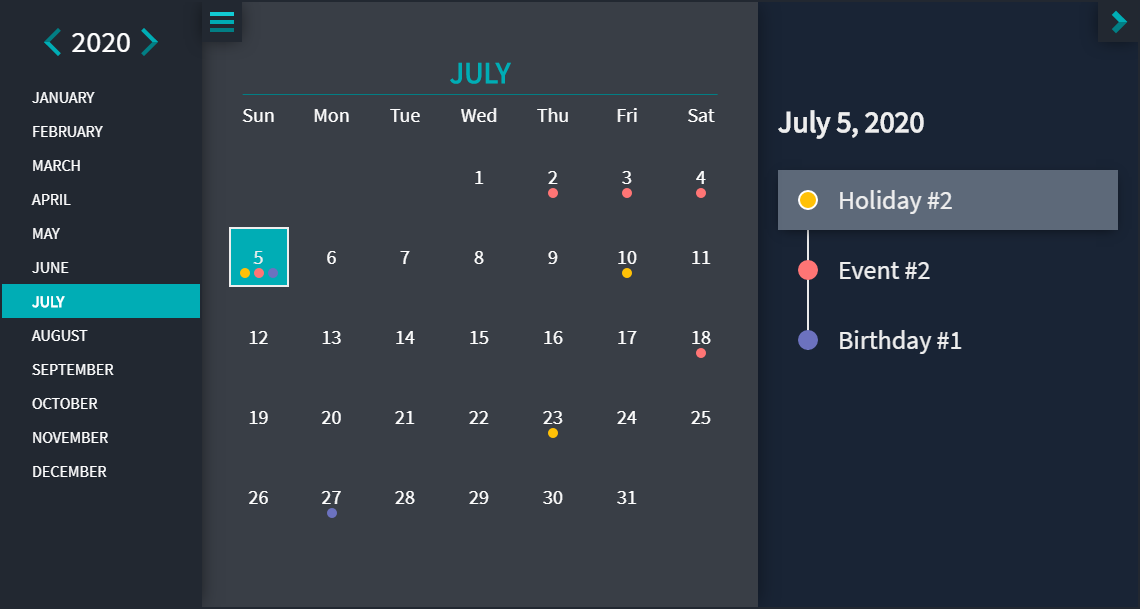 2020
JANUARY
FEBRUARY
MARCH
APRIL
MAY
JUNE
JULY
AUGUST
SEPTEMBER
OCTOBER
NOVEMBER
DECEMBER
JULY
Sun Mon Tue Wed Thu Fri Sat
1 2 3 4
5 6 7 8 9 10 11
12 13 14 15 16 17 18
19 20 21 22 23 24 25
26 27 28 29 30 31
July 5, 2020
Holiday #2
Event #2
Birthday #1